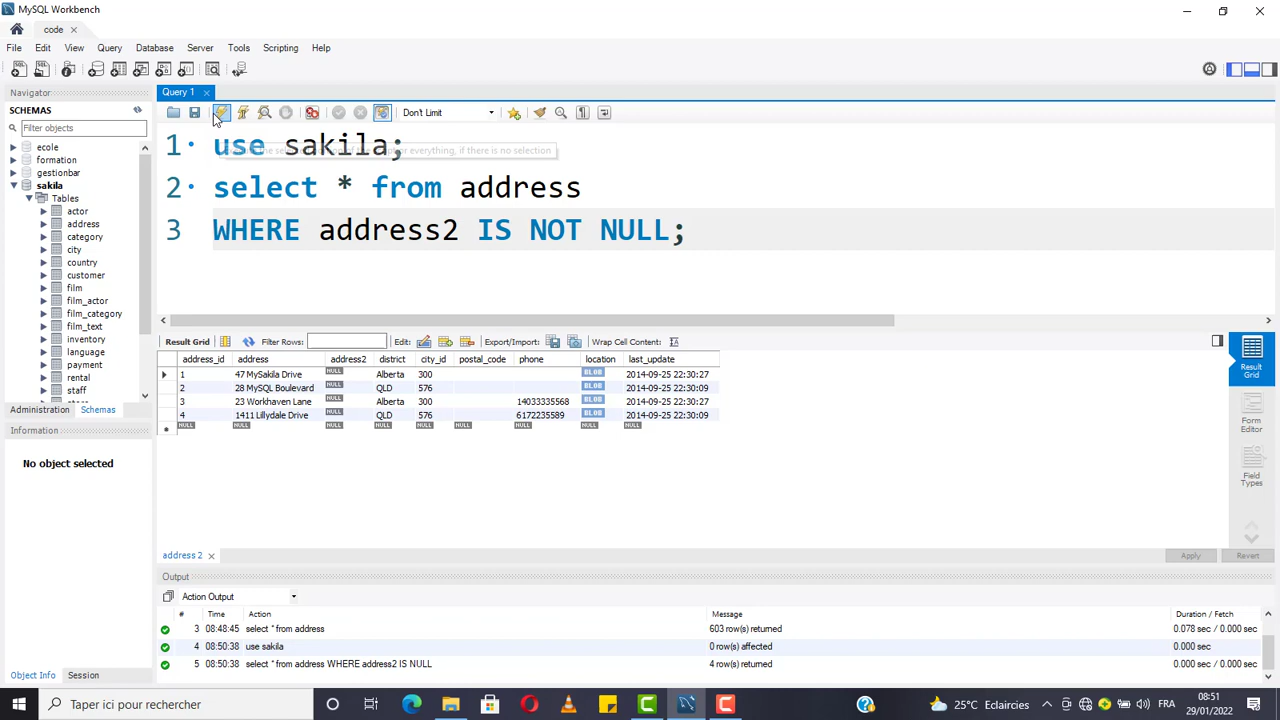 MySQL Workbench
code
File Edit View Query Database Server Tools Scripting Help
Navigator
SCHEMAS
Filter objects
ecole
formation
gestionbar
sakila
Tables
actor
address
category
city
country
customer
film
film_actor
film_category
film_text
inventory
language
payment
rental
staff
Administration Schemas
Information
No object selected
Object Info Session
Query 1
Don't Limit
1 use sakila;
or everything, if there is no selection
2 select * from address
3 WHERE address2 IS NOT NULL;
Result Grid Filter Rows: Edit: Export/Import: Wrap Cell Content:
address_id address address2 district city_id postal_code phone location last_update
1 47 MySakila Drive NULL Alberta 300 BLOB 2014-09-25 22:30:27
2 28 MySQL Boulevard NULL QLD 576 BLOB 2014-09-25 22:30:09
3 23 Workhaven Lane NULL Alberta 300 14033335568 BLOB 2014-09-25 22:30:27
4 1411 Lillydale Drive NULL QLD 576 6172235589 BLOB 2014-09-25 22:30:09
NULL NULL NULL NULL NULL NULL NULL NULL NULL
Result Grid
Form Editor
Field Types
address 2
Apply Revert
Output
Action Output
# Time Action Message Duration / Fetch
3 08:48:45 select * from address 603 row(s) returned 0.078 sec / 0.000 sec
4 08:50:38 use sakila 0 row(s) affected 0.000 sec
5 08:50:38 select * from address WHERE address2 IS NULL 4 row(s) returned 0.000 sec / 0.000 sec
Taper ici pour rechercher
25°C Eclaircies
FRA
08:51
29/01/2022